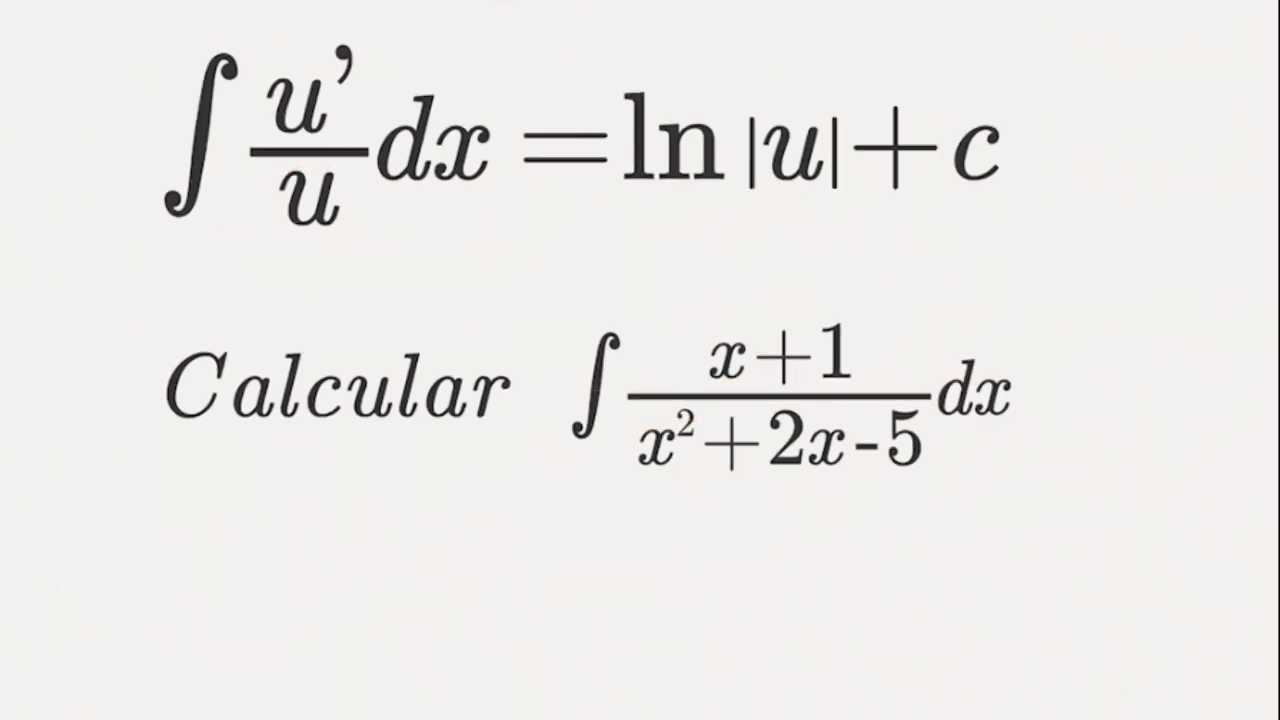 ∫ u’/u dx = ln |u| + c
Calcular ∫ x+1/x²+2x-5 dx